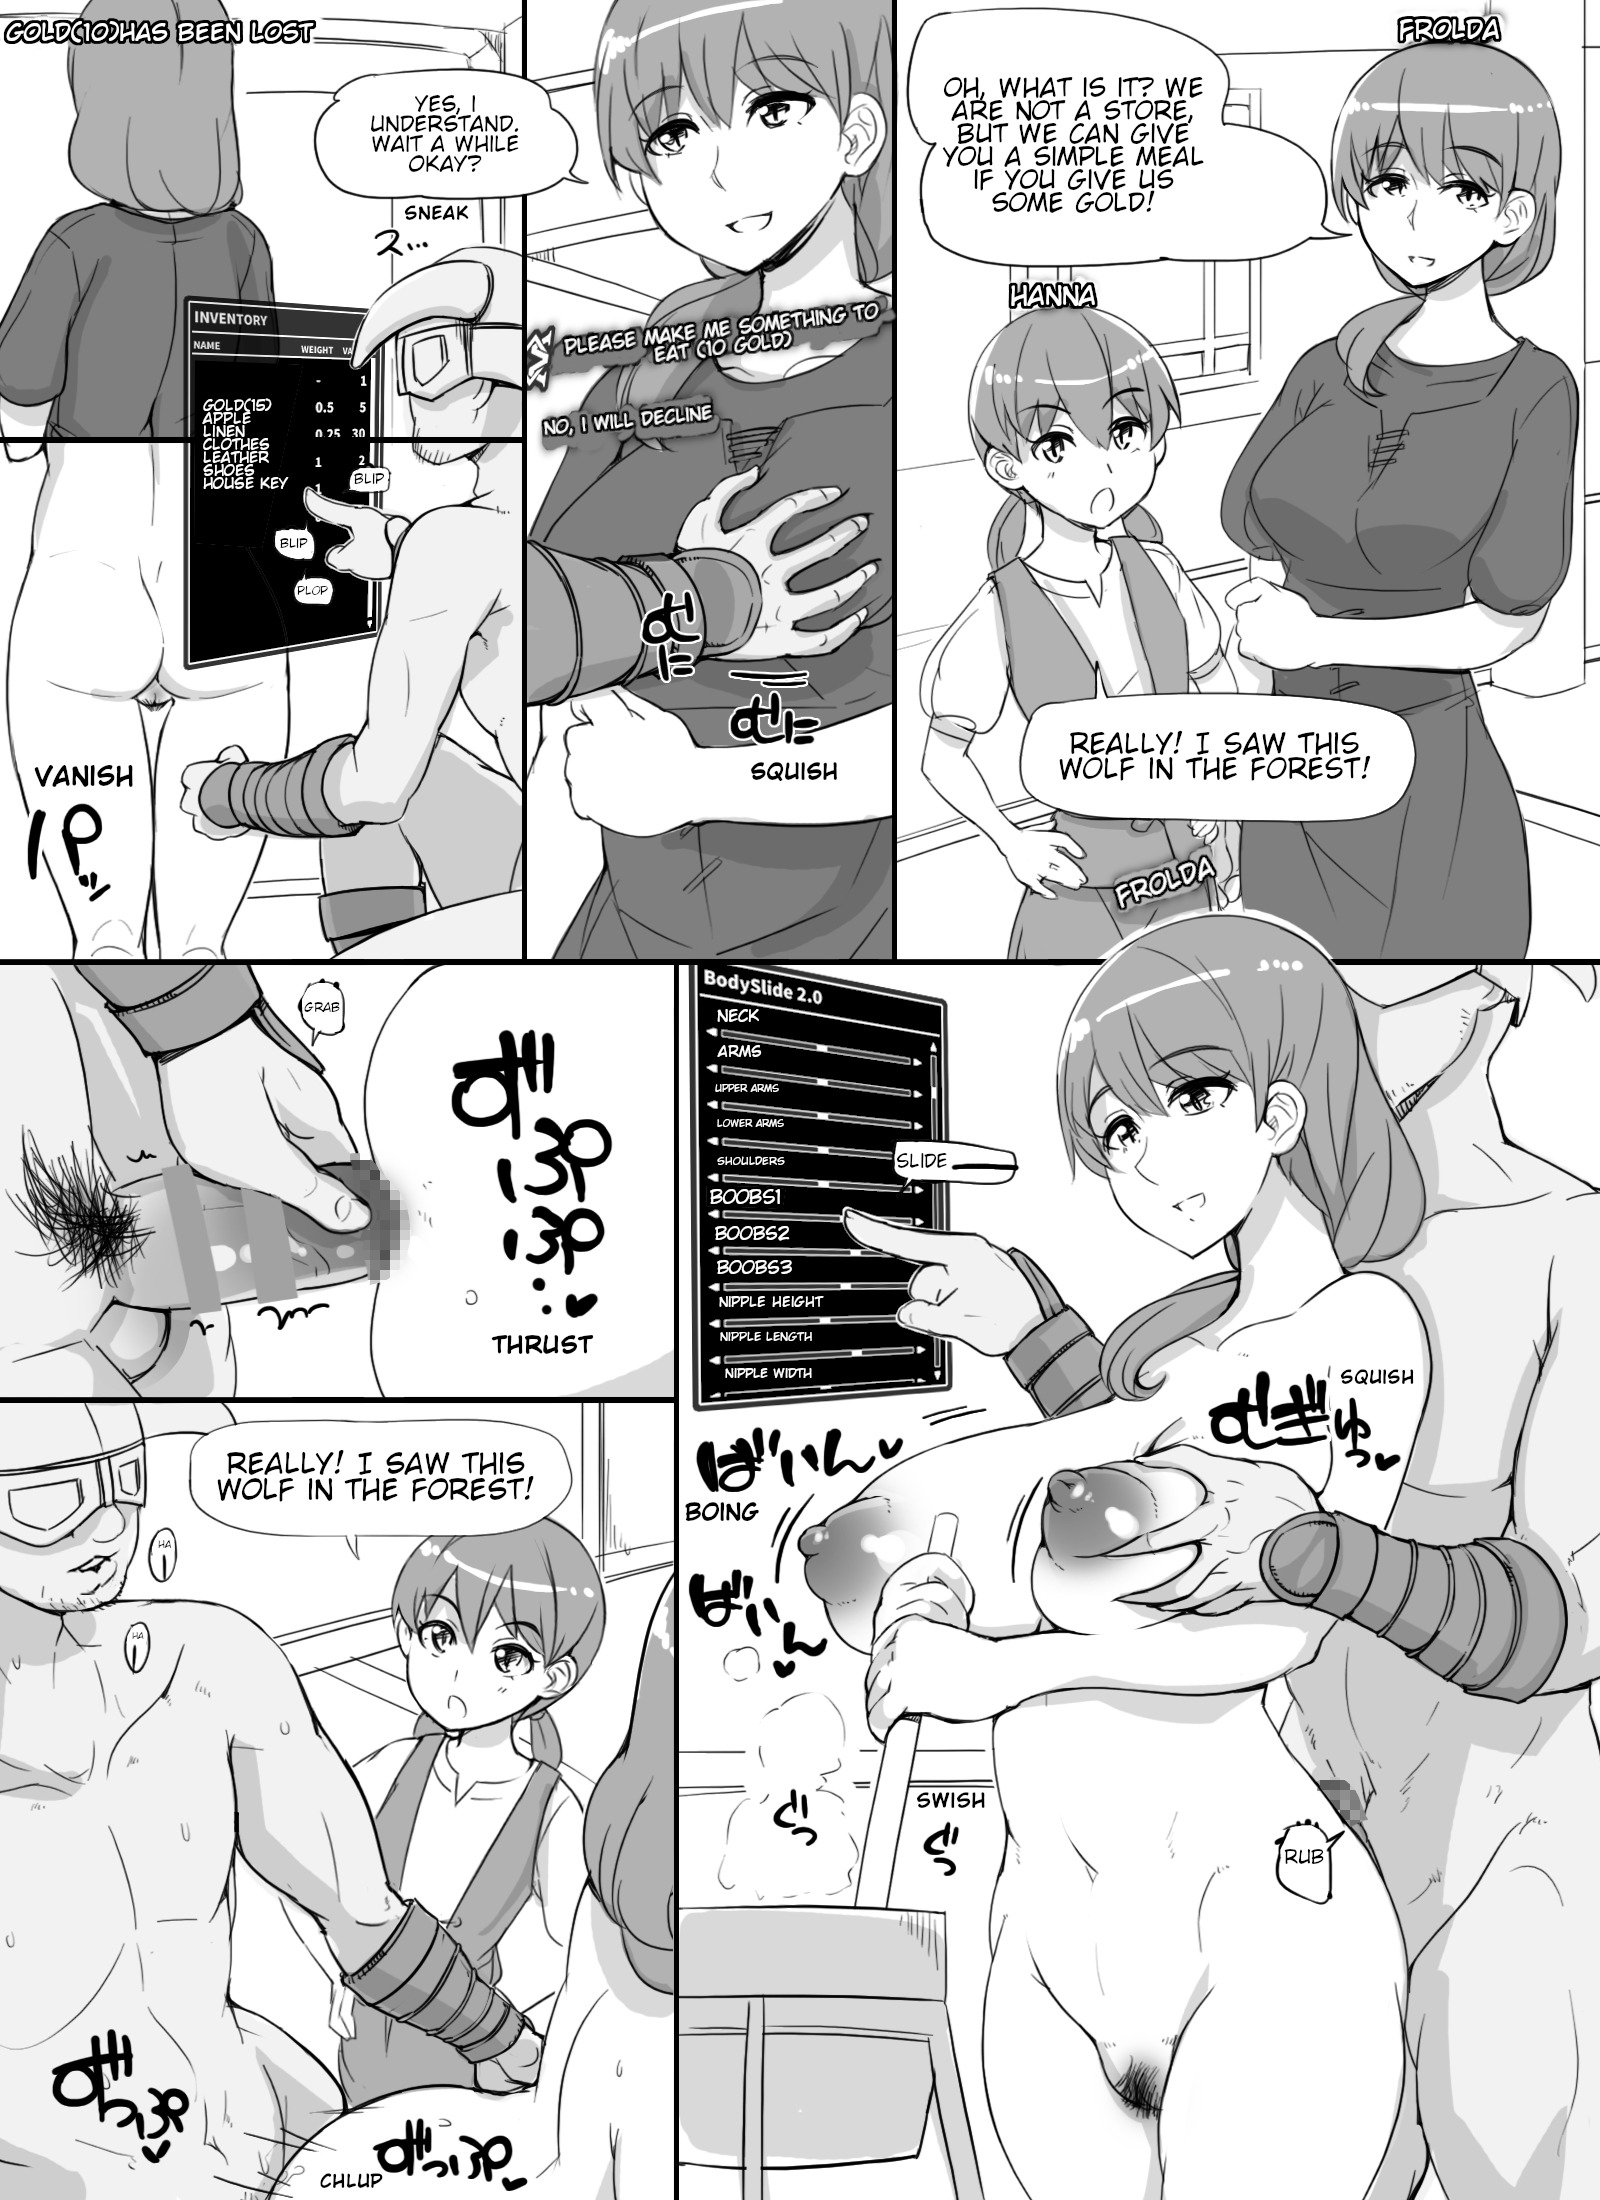 FROLDA
OH, WHAT IS IT? WE
ARE NOT A STORE,
BUT WE CAN GIVE
YOU A SIMPLE MEAL
IF YOU GIVE US
SOME GOLD!
HANNA
REALLY! I SAW THIS
WOLF IN THE FOREST!
PLEASE MAKE ME SOMETHING TO
EAT (10 GOLD)
NO, I WILL DECLINE
むに
むに
SQUISH
GOLD(10)HAS BEEN LOST
YES, I
UNDERSTAND.
WAIT A WHILE
OKAY?
SNEAK
ス…
INVENTORY
NAME WEIGHT VA
- 1
GOLD(15) 0.5 5
APPLE
LINEN 0.25 30
CLOTHES
LEATHER 1 2
SHOES
HOUSE KEY 1
BLIP
BLIP
PLOP
VANISH
パッ
FROLDA
BodySlide 2.0
NECK
ARMS
UPPER ARMS
LOWER ARMS
SHOULDERS
BOOBS1
BOOBS2
BOOBS3
NIPPLE HEIGHT
NIPPLE LENGTH
NIPPLE WIDTH
SLIDE
SQUISH
むぎゅっ♥
ばいん♥
BOING
ばいん♥
ぐっ
SWISH
ぐっ
RUB
GRAB
ずぷぷ…♥
THRUST
REALLY! I SAW THIS
WOLF IN THE FOREST!
HA
HA
ずっぷ♥
ずっぷ♥
CHLUP